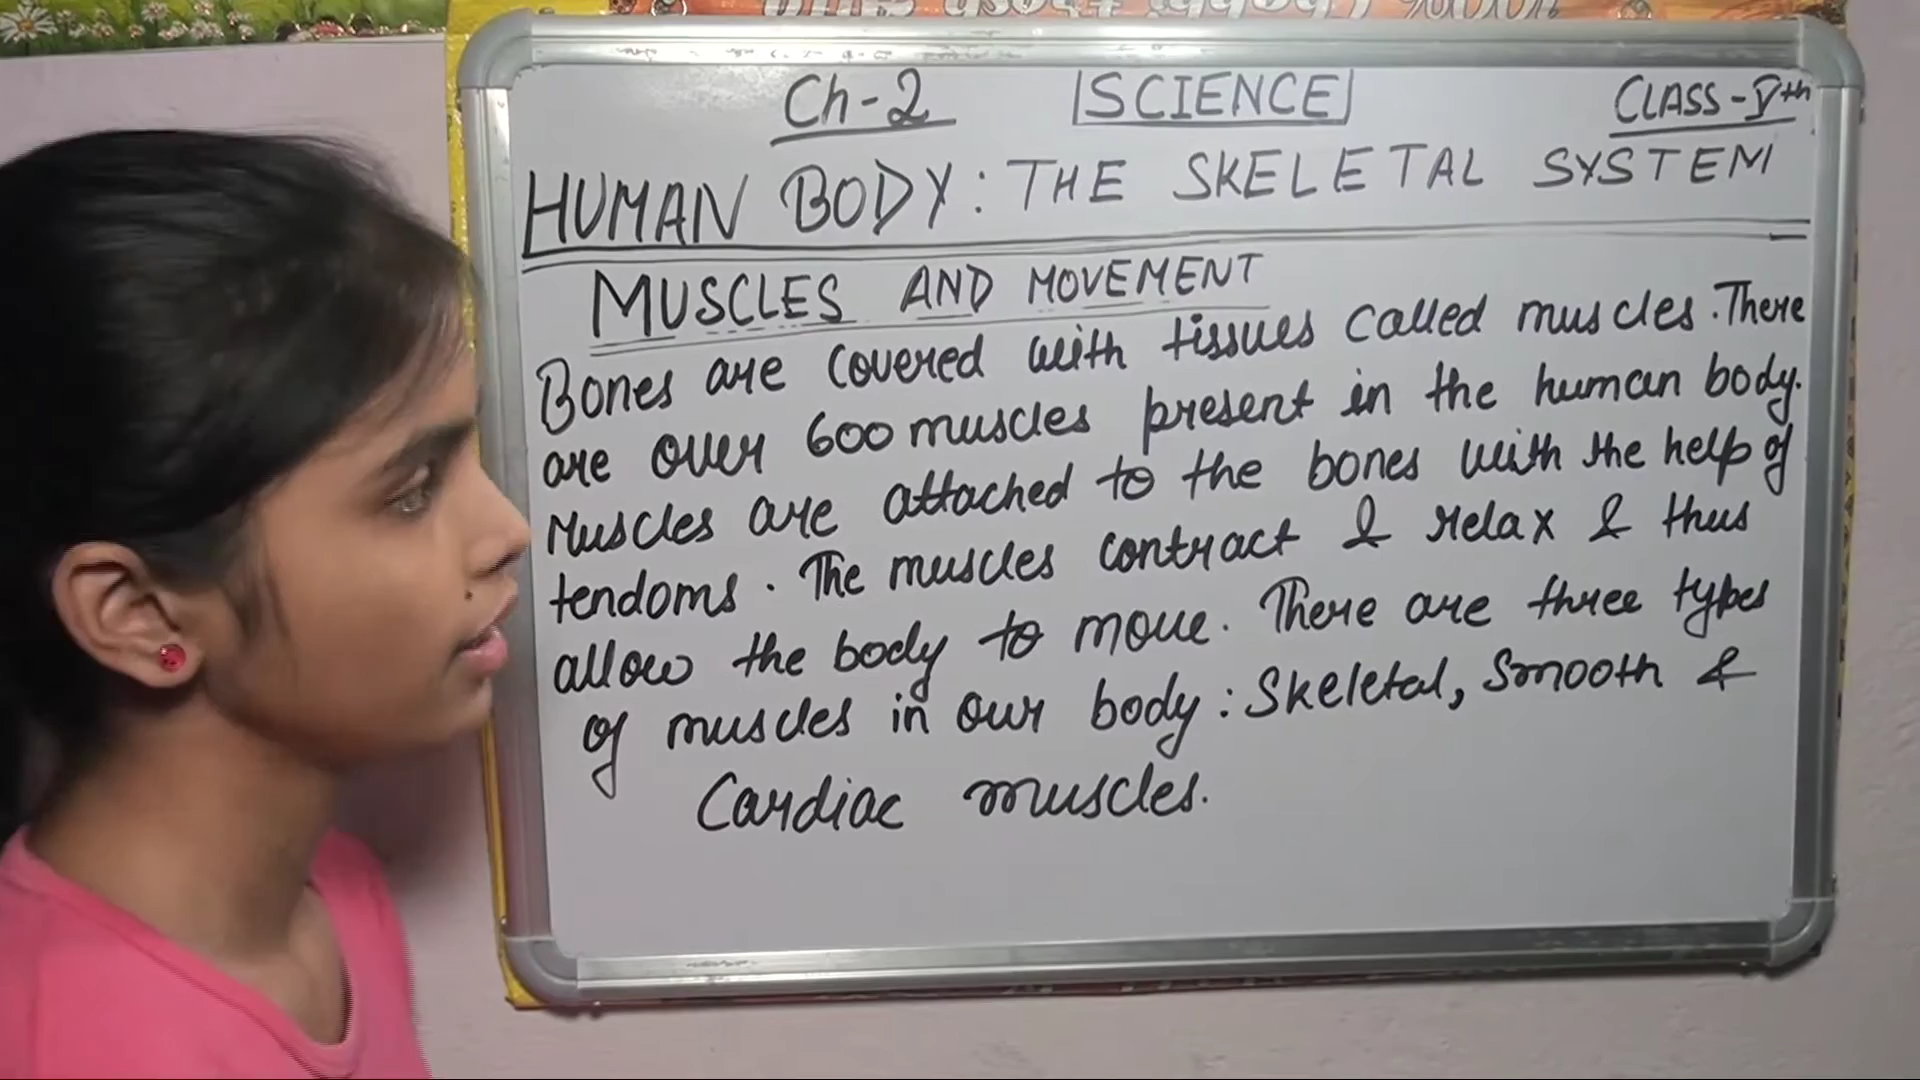 Ch-2 SCIENCE CLASS-Vth
HUMAN BODY: THE SKELETAL SYSTEM
MUSCLES AND MOVEMENT
Bones are covered with tissues called muscles. There
are over 600 muscles present in the human body.
Muscles are attached to the bones with the help of
tendoms. The muscles contract & relax & thus
allow the body to move. There are three types
of muscles in our body: Skeletal, Smooth &
Cardiac muscles.